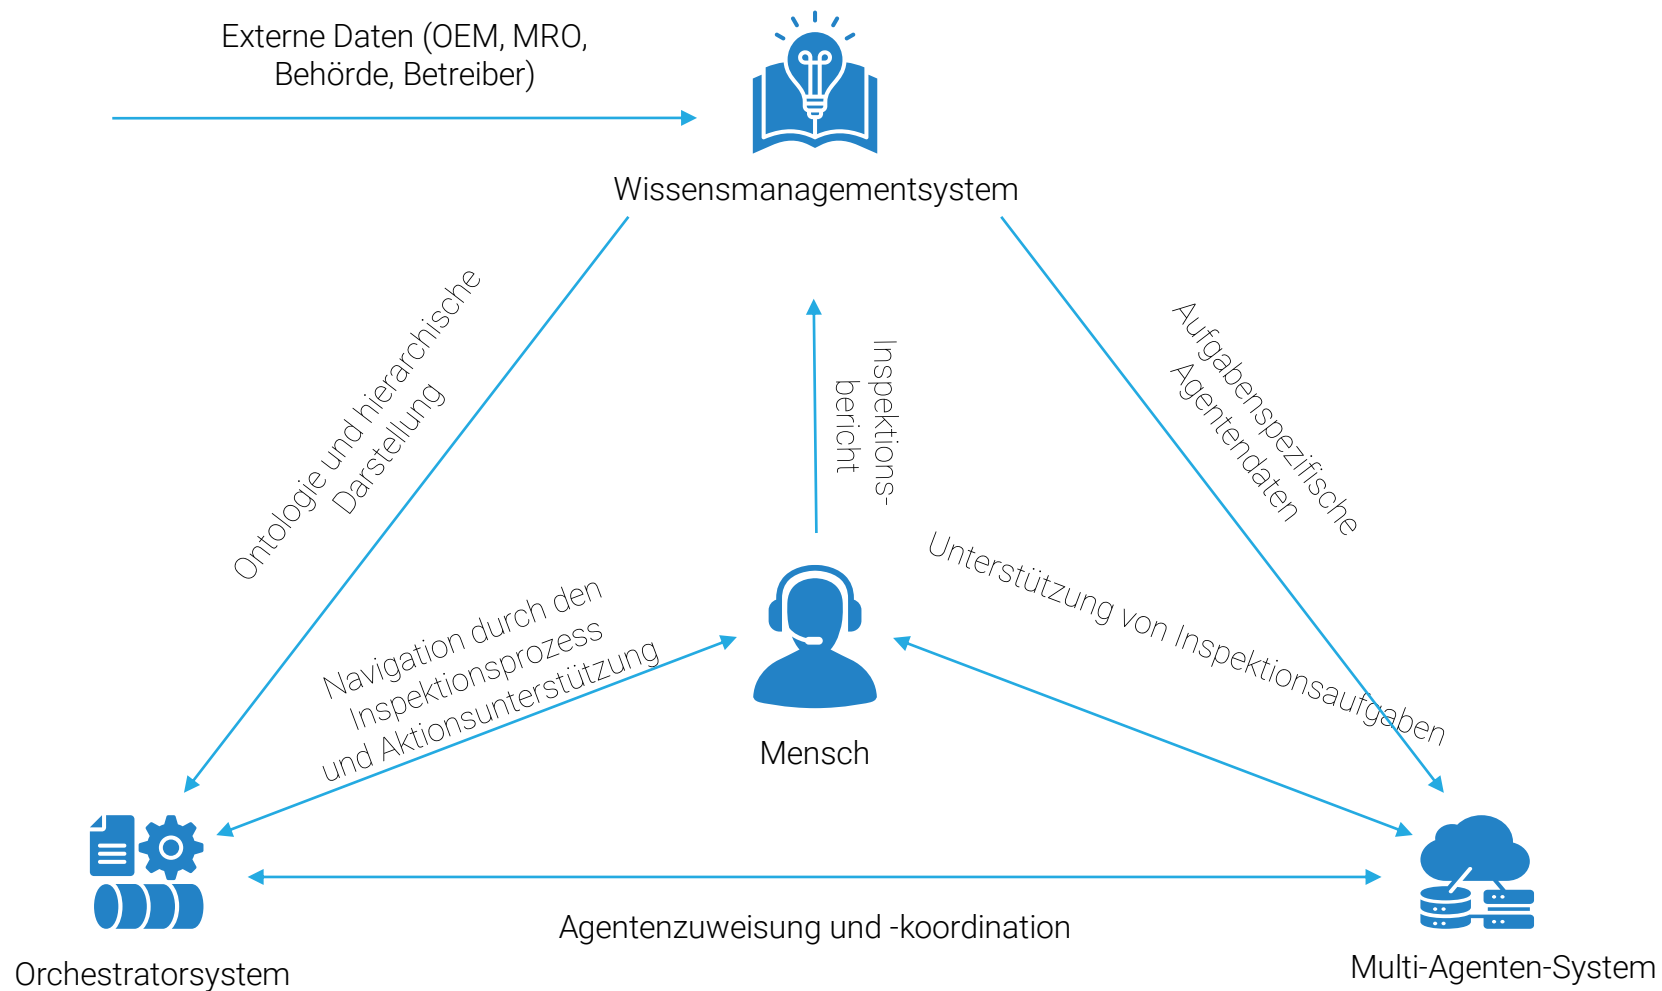 Externe Daten (OEM, MRO,
Behörde, Betreiber)
Wissensmanagementsystem
Ontologie und hierarchische
Darstellung
Inspektions-
bericht
Aufgabenspezifische
Agentendaten
Navigation durch den
Inspektionsprozess
und Aktionsunterstützung
Unterstützung von Inspektionsaufgaben
Mensch
Agentenzuweisung und -koordination
Orchestratorsystem
Multi-Agenten-System